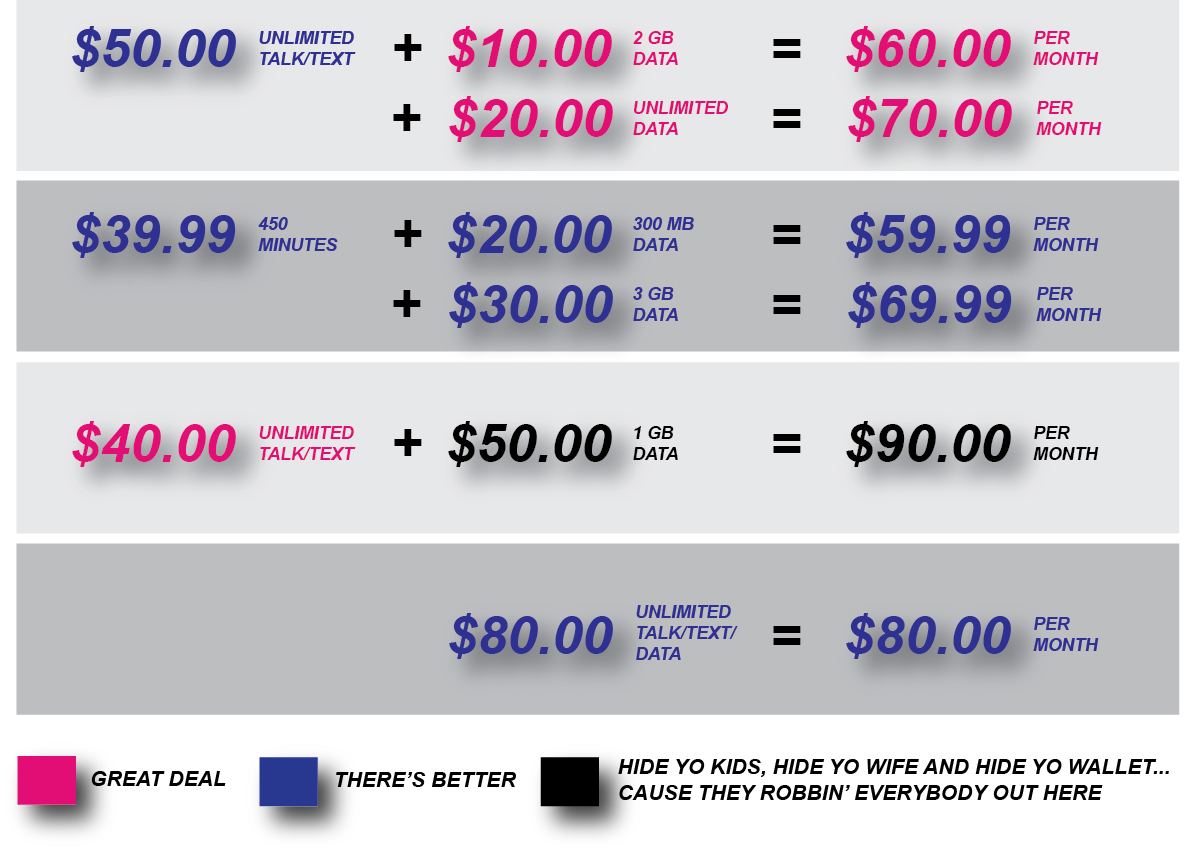 $50.00 UNLIMITED TALK/TEXT + $10.00 2 GB DATA = $60.00 PER MONTH
+ $20.00 UNLIMITED DATA = $70.00 PER MONTH
$39.99 450 MINUTES + $20.00 300 MB DATA = $59.99 PER MONTH
+ $30.00 3 GB DATA = $69.99 PER MONTH
$40.00 UNLIMITED TALK/TEXT + $50.00 1 GB DATA = $90.00 PER MONTH
$80.00 UNLIMITED TALK/TEXT/ DATA = $80.00 PER MONTH
GREAT DEAL
THERE'S BETTER
HIDE YO KIDS, HIDE YO WIFE AND HIDE YO WALLET...
CAUSE THEY ROBBIN' EVERYBODY OUT HERE